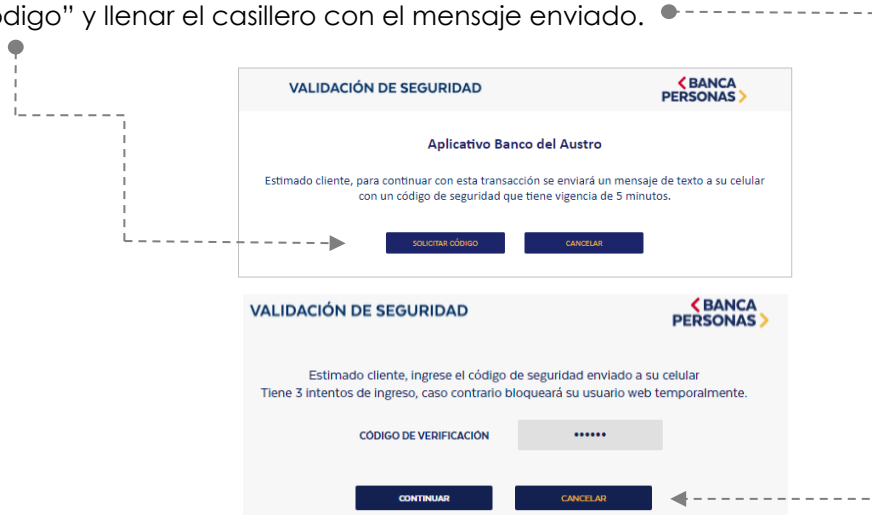 ódigo” y llenar el casillero con el mensaje enviado.
VALIDACIÓN DE SEGURIDAD
BANCA
PERSONAS
Aplicativo Banco del Austro
Estimado cliente, para continuar con esta transacción se enviará un mensaje de texto a su celular
con un código de seguridad que tiene vigencia de 5 minutos.
SOLICITAR CÓDIGO CANCELAR
VALIDACIÓN DE SEGURIDAD
BANCA
PERSONAS
Estimado cliente, ingrese el código de seguridad enviado a su celular
Tiene 3 intentos de ingreso, caso contrario bloqueará su usuario web temporalmente.
CÓDIGO DE VERIFICACIÓN ••••••
CONTINUAR CANCELAR